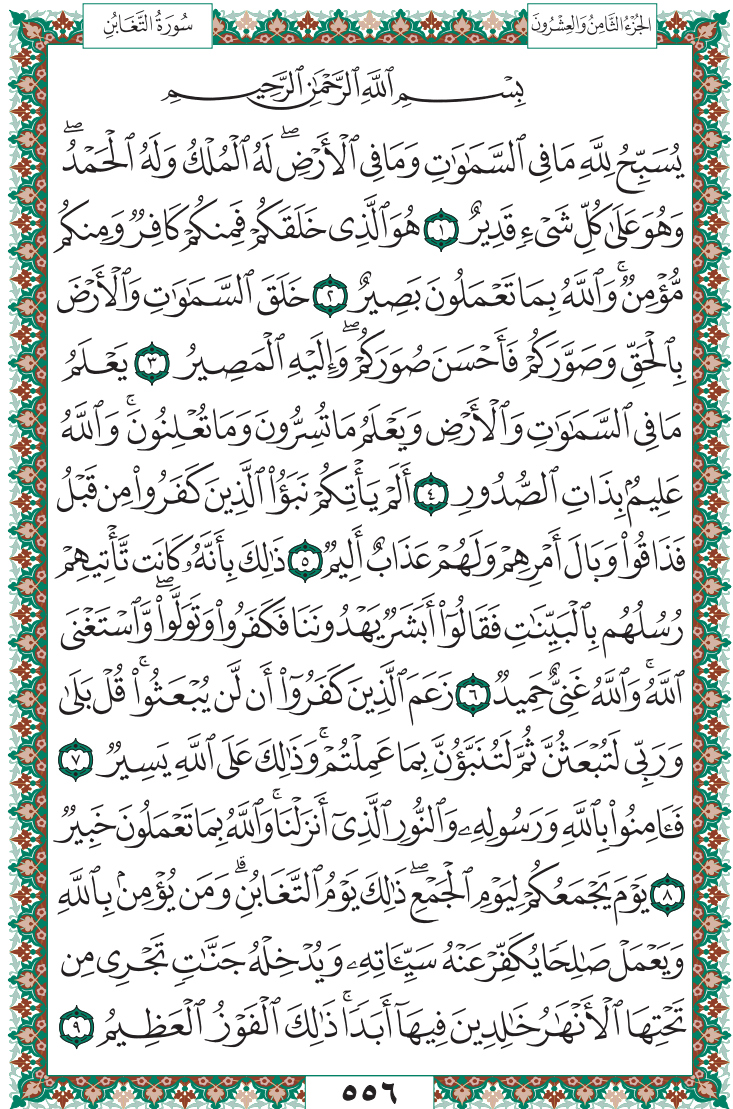 الجُزْءُ الثَّامِنُ وَالعِشْرُونَ
سُورَةُ التَّغَابُنِ
بِسْمِ ٱللَّهِ ٱلرَّحْمَٰنِ ٱلرَّحِيمِ
يُسَبِّحُ لِلَّهِ مَا فِى ٱلسَّمَٰوَٰتِ وَمَا فِى ٱلْأَرْضِۖ لَهُ ٱلْمُلْكُ وَلَهُ ٱلْحَمْدُۖ
وَهُوَ عَلَىٰ كُلِّ شَىْءٍ قَدِيرٌ ١ هُوَ ٱلَّذِى خَلَقَكُمْ فَمِنكُمْ كَافِرٌ وَمِنكُم
مُّؤْمِنٌۚ وَٱللَّهُ بِمَا تَعْمَلُونَ بَصِيرٌ ٢ خَلَقَ ٱلسَّمَٰوَٰتِ وَٱلْأَرْضَ
بِٱلْحَقِّ وَصَوَّرَكُمْ فَأَحْسَنَ صُوَرَكُمْۖ وَإِلَيْهِ ٱلْمَصِيرُ ٣ يَعْلَمُ
مَا فِى ٱلسَّمَٰوَٰتِ وَٱلْأَرْضِ وَيَعْلَمُ مَا تُسِرُّونَ وَمَا تُعْلِنُونَۚ وَٱللَّهُ
عَلِيمٌۢ بِذَاتِ ٱلصُّدُورِ ٤ أَلَمْ يَأْتِكُمْ نَبَؤُا۟ ٱلَّذِينَ كَفَرُوا۟ مِن قَبْلُ
فَذَاقُوا۟ وَبَالَ أَمْرِهِمْ وَلَهُمْ عَذَابٌ أَلِيمٌ ٥ ذَٰلِكَ بِأَنَّهُۥ كَانَت تَّأْتِيهِمْ
رُسُلُهُم بِٱلْبَيِّنَٰتِ فَقَالُوٓا۟ أَبَشَرٌ يَهْدُونَنَا فَكَفَرُوا۟ وَتَوَلَّوا۟ۖ وَّٱسْتَغْنَى
ٱللَّهُۚ وَٱللَّهُ غَنِىٌّ حَمِيدٌ ٦ زَعَمَ ٱلَّذِينَ كَفَرُوٓا۟ أَن لَّن يُبْعَثُوا۟ۚ قُلْ بَلَىٰ
وَرَبِّى لَتُبْعَثُنَّ ثُمَّ لَتُنَبَّؤُنَّ بِمَا عَمِلْتُمْۚ وَذَٰلِكَ عَلَى ٱللَّهِ يَسِيرٌ ٧
فَـَٔامِنُوا۟ بِٱللَّهِ وَرَسُولِهِۦ وَٱلنُّورِ ٱلَّذِىٓ أَنزَلْنَاۚ وَٱللَّهُ بِمَا تَعْمَلُونَ خَبِيرٌ
٨ يَوْمَ يَجْمَعُكُمْ لِيَوْمِ ٱلْجَمْعِۖ ذَٰلِكَ يَوْمُ ٱلتَّغَابُنِۗ وَمَن يُؤْمِنۢ بِٱللَّهِ
وَيَعْمَلْ صَٰلِحًا يُكَفِّرْ عَنْهُ سَيِّـَٔاتِهِۦ وَيُدْخِلْهُ جَنَّٰتٍ تَجْرِى مِن
تَحْتِهَا ٱلْأَنْهَٰرُ خَٰلِدِينَ فِيهَآ أَبَدًاۚ ذَٰلِكَ ٱلْفَوْزُ ٱلْعَظِيمُ ٩
٥٥٦